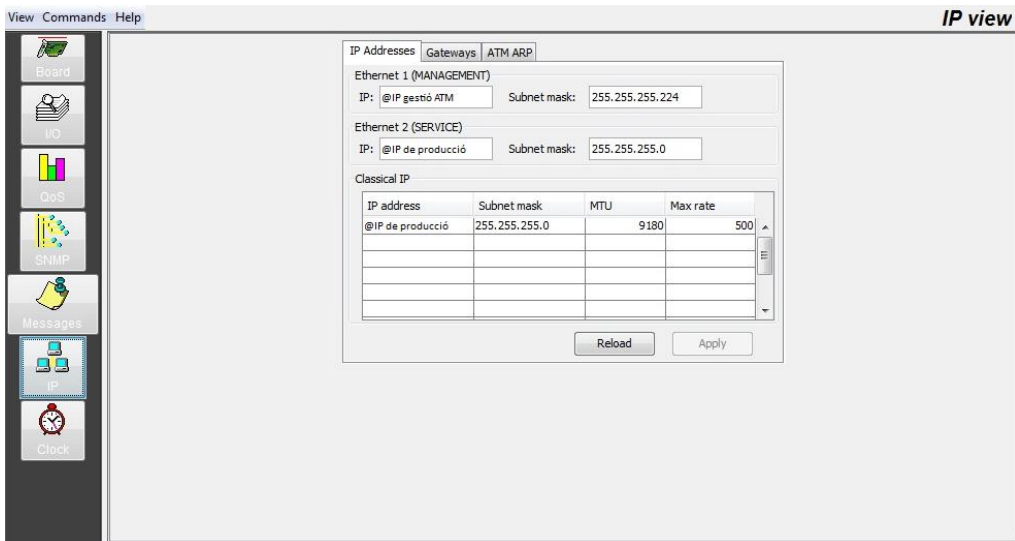 View Commands Help
IP view
Board
I/O
QoS
SNMP
Messages
IP
Clock
IP Addresses Gateways ATM ARP
Ethernet 1 (MANAGEMENT)
IP: @IP gestió ATM Subnet mask: 255.255.255.224
Ethernet 2 (SERVICE)
IP: @IP de producció Subnet mask: 255.255.255.0
Classical IP
IP address Subnet mask MTU Max rate
@IP de producció 255.255.255.0 9180 500
Reload Apply